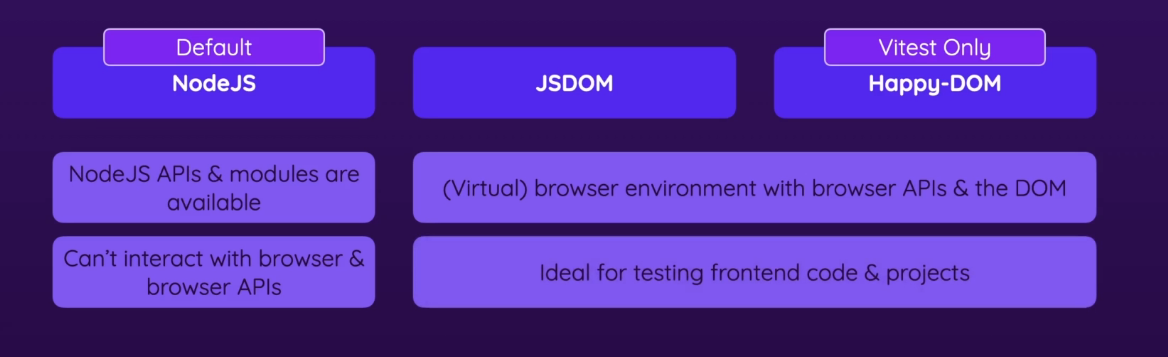 Default
NodeJS
JSDOM
Vitest Only
Happy-DOM
NodeJS APIs & modules are
available
(Virtual) browser environment with browser APIs & the DOM
Can't interact with browser &
browser APIs
Ideal for testing frontend code & projects